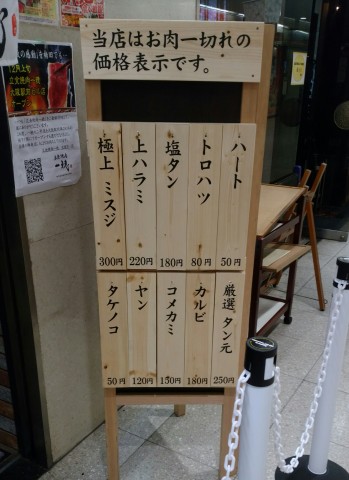 当店はお肉一切れの
価格表示です。
ハート
50円
トロハツ
80円
塩タン
180円
上ハラミ
220円
極上 ミスジ
300円
厳選 タン元
250円
カルビ
180円
コメカミ
150円
ヤン
120円
タケノコ
50円